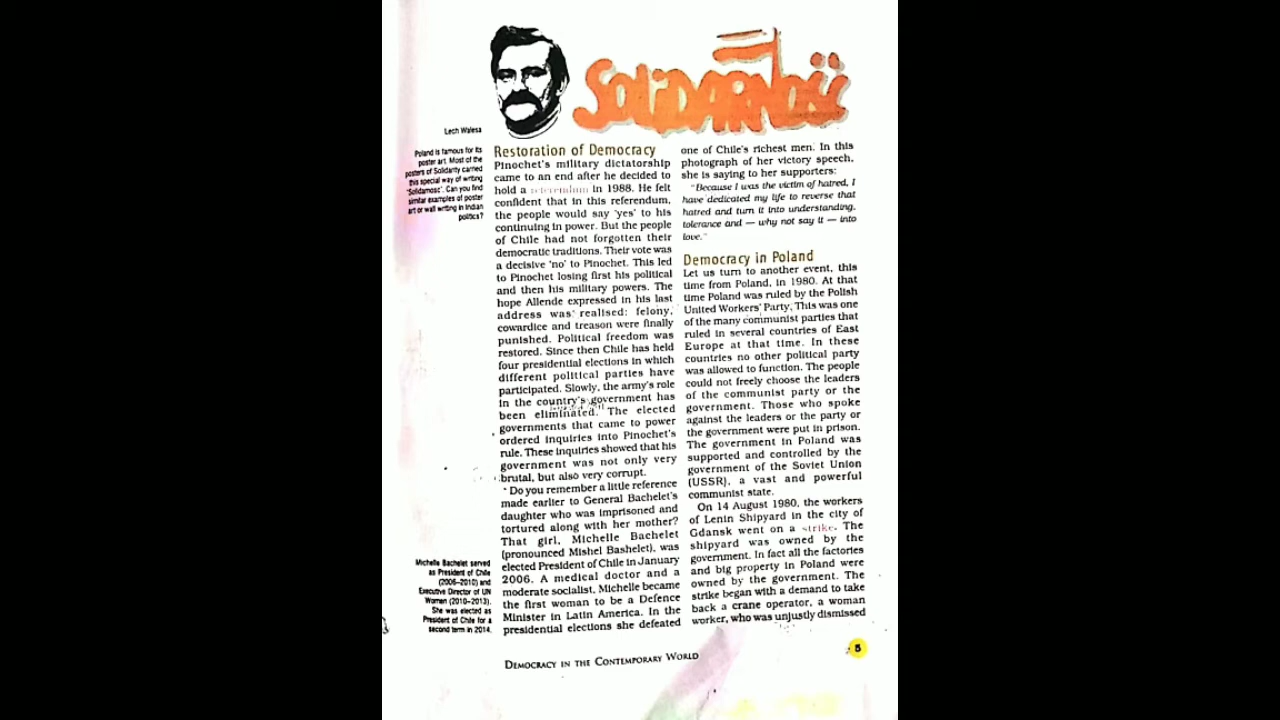 SOLIDARNOŚĆ
Lech Walesa
Poland is famous for its
poster art. Most of the
posters of Solidarity carried
this special way of writing
'Solidarnosc'. Can you find
similar examples of poster
art or wall writing in Indian
politics?
Restoration of Democracy
Pinochet's military dictatorship
came to an end after he decided to
hold a referendum in 1988. He felt
confident that in this referendum,
the people would say 'yes' to his
continuing in power. But the people
of Chile had not forgotten their
democratic traditions. Their vote was
a decisive 'no' to Pinochet. This led
to Pinochet losing first his political
and then his military powers. The
hope Allende expressed in his last
address was realised: felony,
cowardice and treason were finally
punished. Political freedom was
restored. Since then Chile has held
four presidential elections in which
different political parties have
participated. Slowly, the army's role
in the country's government has
been eliminated. The elected
governments that came to power
ordered inquiries into Pinochet's
rule. These inquiries showed that his
government was not only very
brutal, but also very corrupt.
Do you remember a little reference
made earlier to General Bachelet's
daughter who was imprisoned and
tortured along with her mother?
That girl, Michelle Bachelet
(pronounced Mishel Bashelet), was
elected President of Chile in January
2006. A medical doctor and a
moderate socialist, Michelle became
the first woman to be a Defence
Minister in Latin America. In the
presidential elections she defeated
Michelle Bachelet served
as President of Chile
(2006–2010) and
Executive Director of UN
Women (2010–2013).
She was elected as
President of Chile for a
second term in 2014.
one of Chile's richest men. In this
photograph of her victory speech,
she is saying to her supporters:
"Because I was the victim of hatred, I
have dedicated my life to reverse that
hatred and turn it into understanding,
tolerance and — why not say it — into
love."
Democracy in Poland
Let us turn to another event, this
time from Poland, in 1980. At that
time Poland was ruled by the Polish
United Workers' Party. This was one
of the many communist parties that
ruled in several countries of East
Europe at that time. In these
countries no other political party
was allowed to function. The people
could not freely choose the leaders
of the communist party or the
government. Those who spoke
against the leaders or the party or
the government were put in prison.
The government in Poland was
supported and controlled by the
government of the Soviet Union
(USSR), a vast and powerful
communist state.
On 14 August 1980, the workers
of Lenin Shipyard in the city of
Gdansk went on a strike. The
shipyard was owned by the
government. In fact all the factories
and big property in Poland were
owned by the government. The
strike began with a demand to take
back a crane operator, a woman
worker, who was unjustly dismissed
DEMOCRACY IN THE CONTEMPORARY WORLD
5